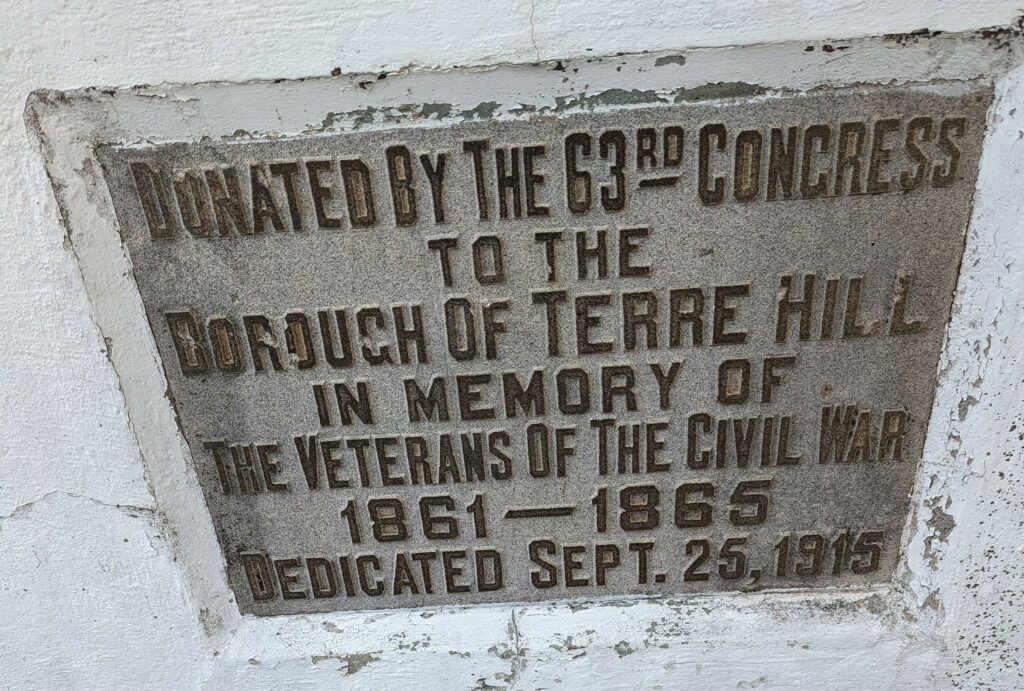 DONATED BY THE 63RD CONGRESS
TO THE
BOROUGH OF TERRE HILL
IN MEMORY OF
THE VETERANS OF THE CIVIL WAR
1861 — 1865
DEDICATED SEPT. 25, 1915